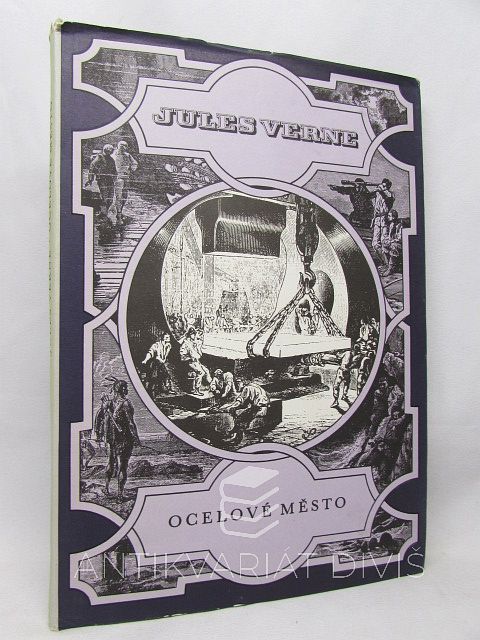 JULES VERNE
OCELOVÉ MĚSTO
ANTIKVARIÁT DIVIŠ